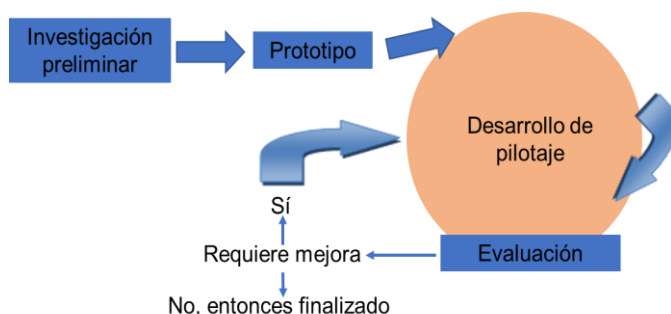 Investigación
preliminar
Prototipo
Desarrollo de
pilotaje
Sí
Requiere mejora
Evaluación
No, entonces finalizado